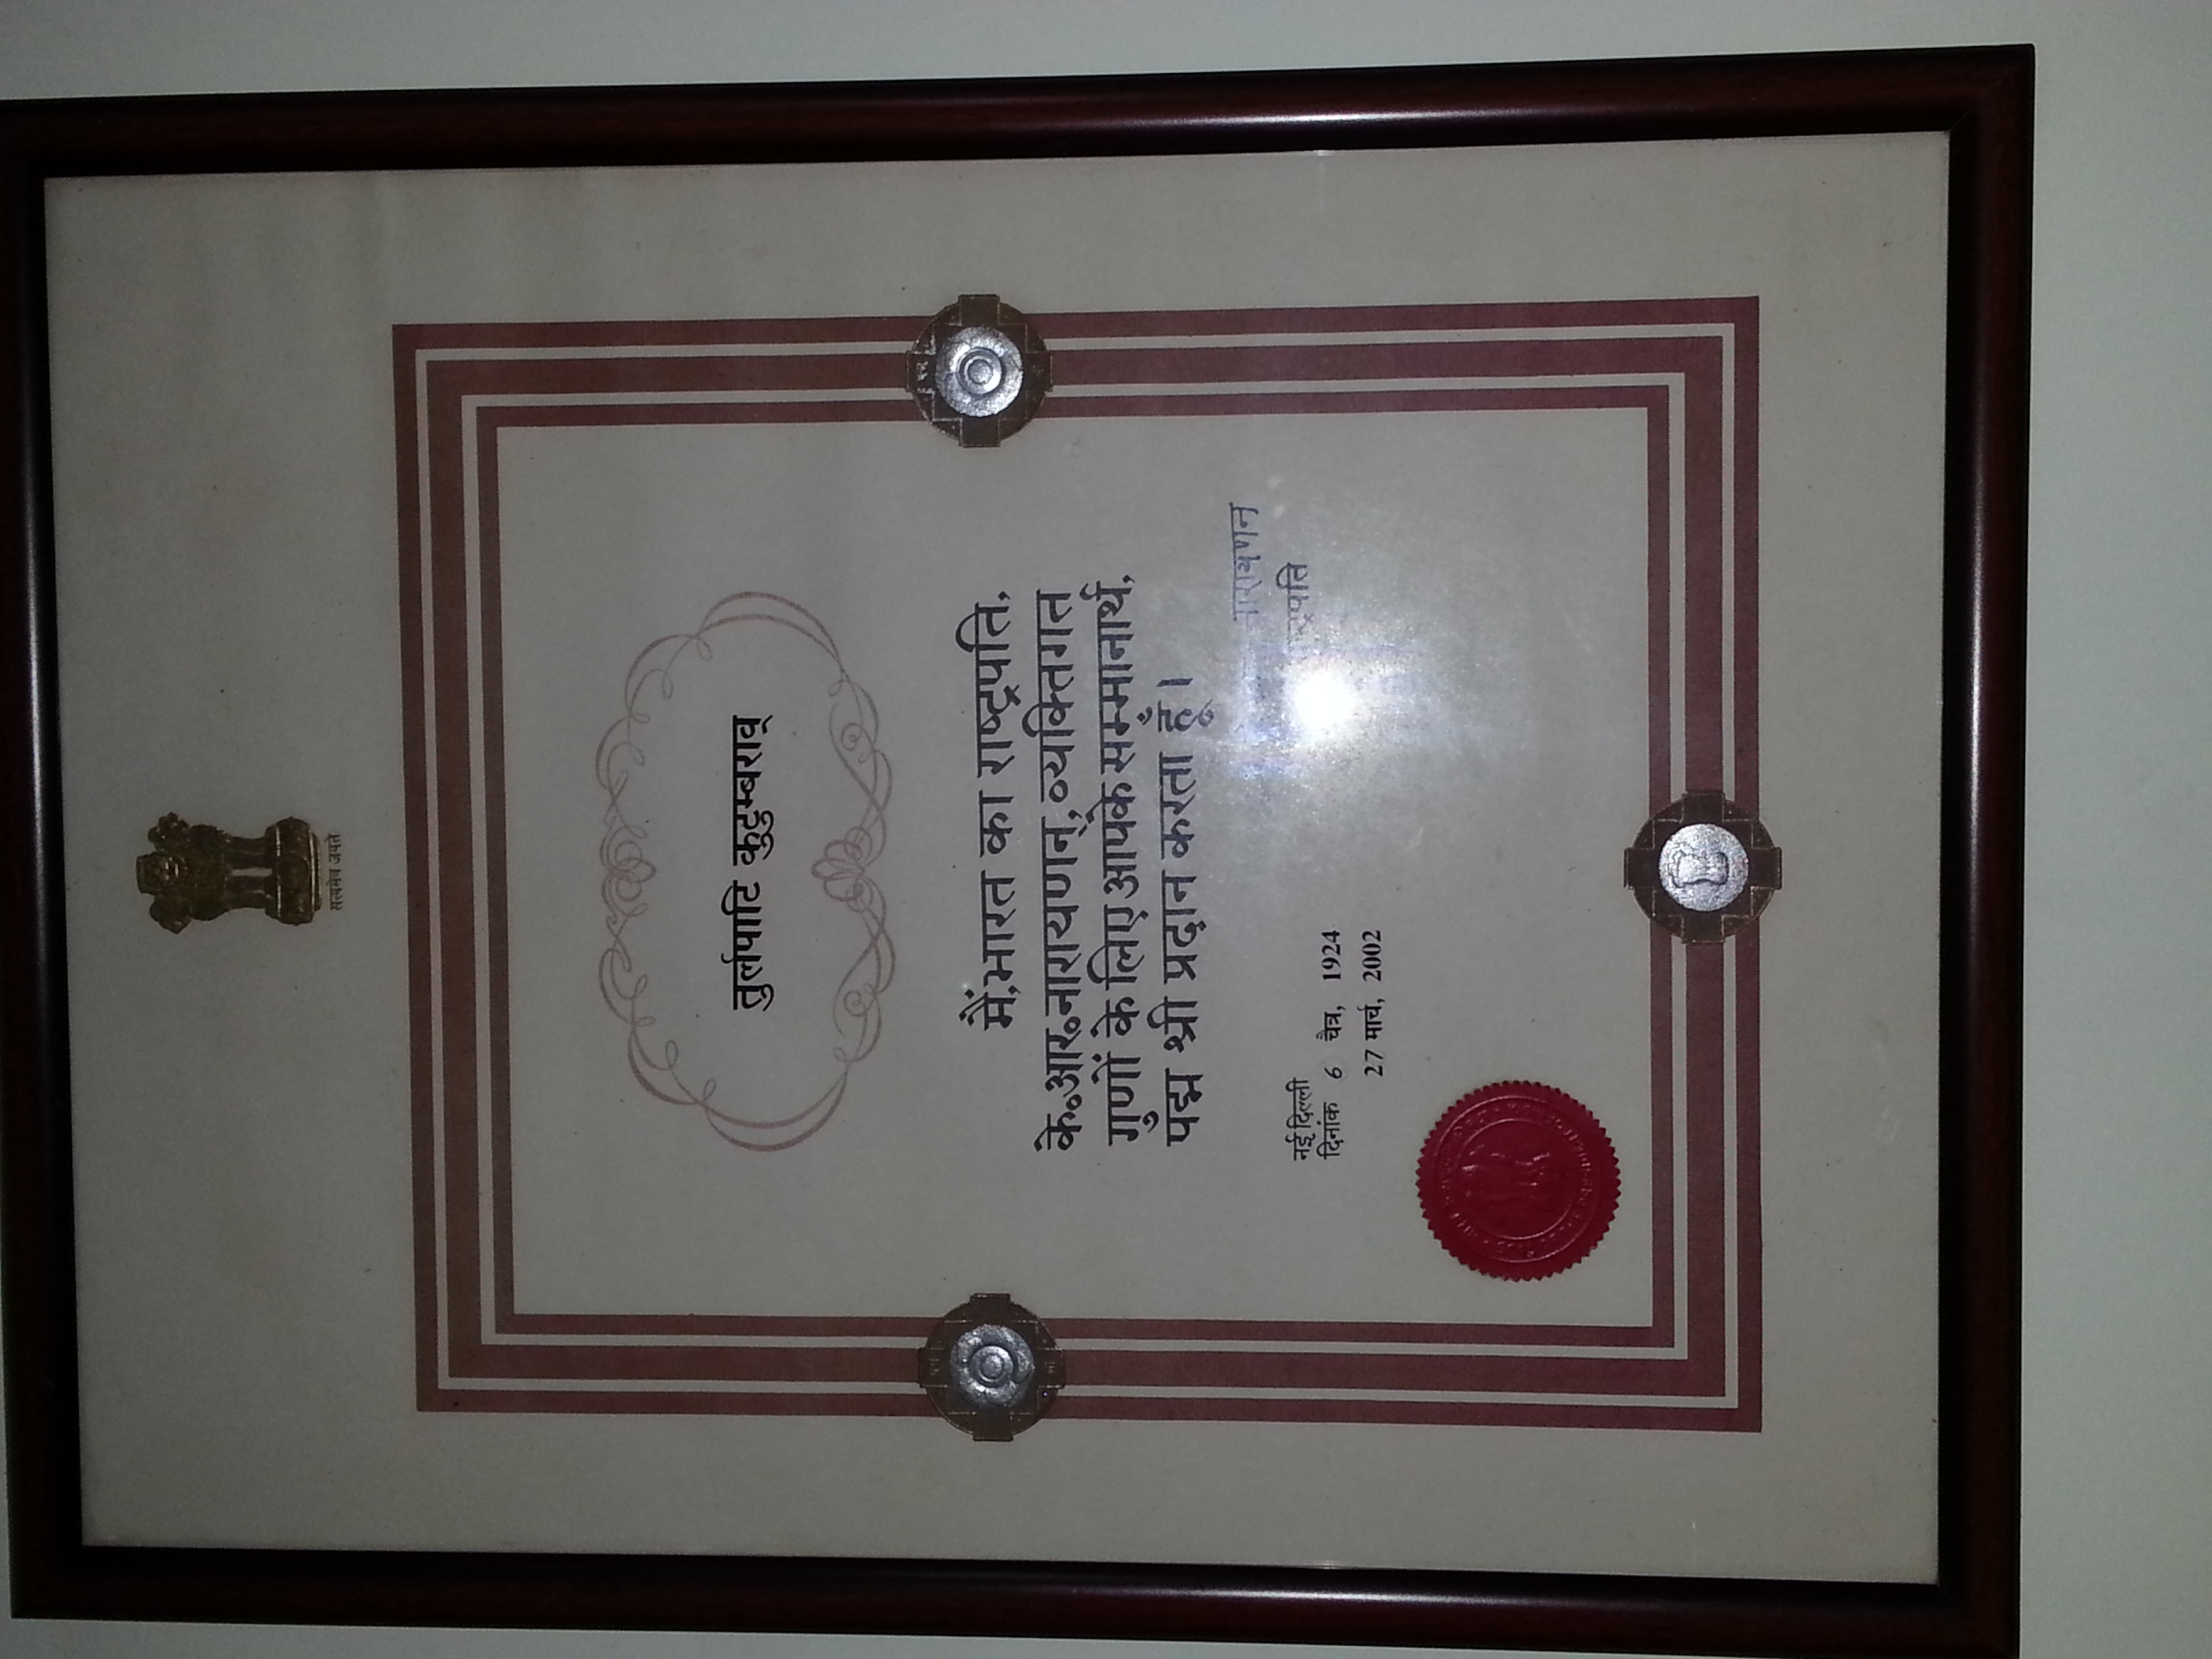 सत्यमेव जयते
तुर्लपाटि कुटुम्बराव्
मैं, भारत का राष्ट्रपति,
के॰ आर॰ नारायणन्, व्यक्तिगत
गुणों के लिए आपके सम्मानार्थ,
पद्म श्री प्रदान करता हूँ।
नई दिल्ली
दिनांक 6 चैत्र, 1924
27 मार्च, 2002